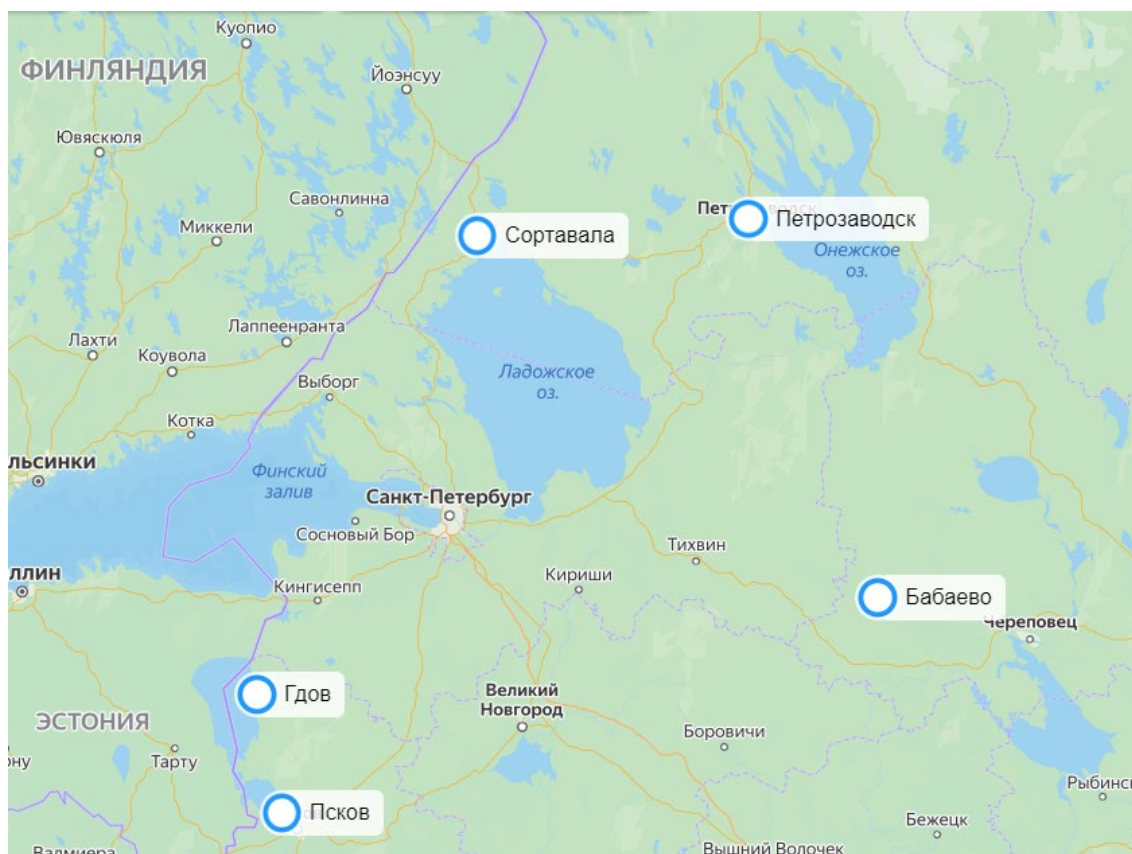 Куопио
ФИНЛЯНДИЯ
Йоэнсуу
Ювяскюля
Савонлинна
Миккели
Сортавала
Петрозаводск
Онежское
оз.
Лаппеенранта
Лахти
Коувола
Ладожское
оз.
Выборг
Котка
льсинки
Финский
залив
Санкт-Петербург
Сосновый Бор
Тихвин
ллин
Кингисепп
Кириши
Бабаево
Череповец
Гдов
Великий
Новгород
ЭСТОНИЯ
Боровичи
Тарту
Рыбинс
Псков
Бежецк
Валмиера
Вышний Волочек